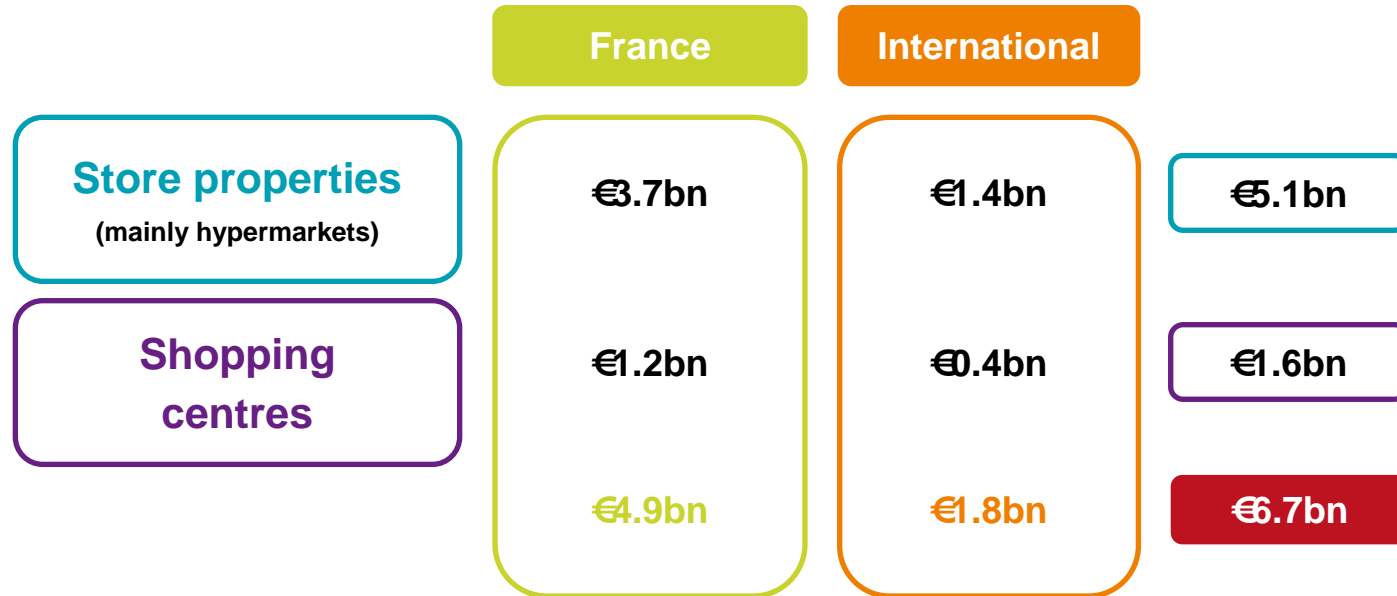 France International
Store properties
(mainly hypermarkets)
€3.7bn €1.4bn €5.1bn
Shopping
centres
€1.2bn €0.4bn €1.6bn
€4.9bn €1.8bn €6.7bn